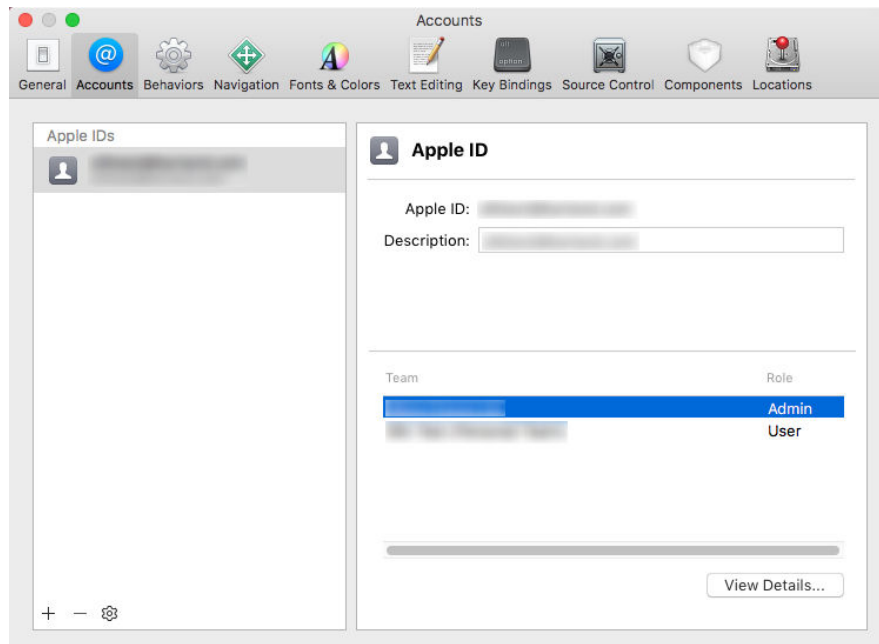 Accounts
General Accounts Behaviors Navigation Fonts & Colors Text Editing Key Bindings Source Control Components Locations
Apple IDs
Apple ID
Apple ID:
Description:
Team Role
Admin
User
View Details...